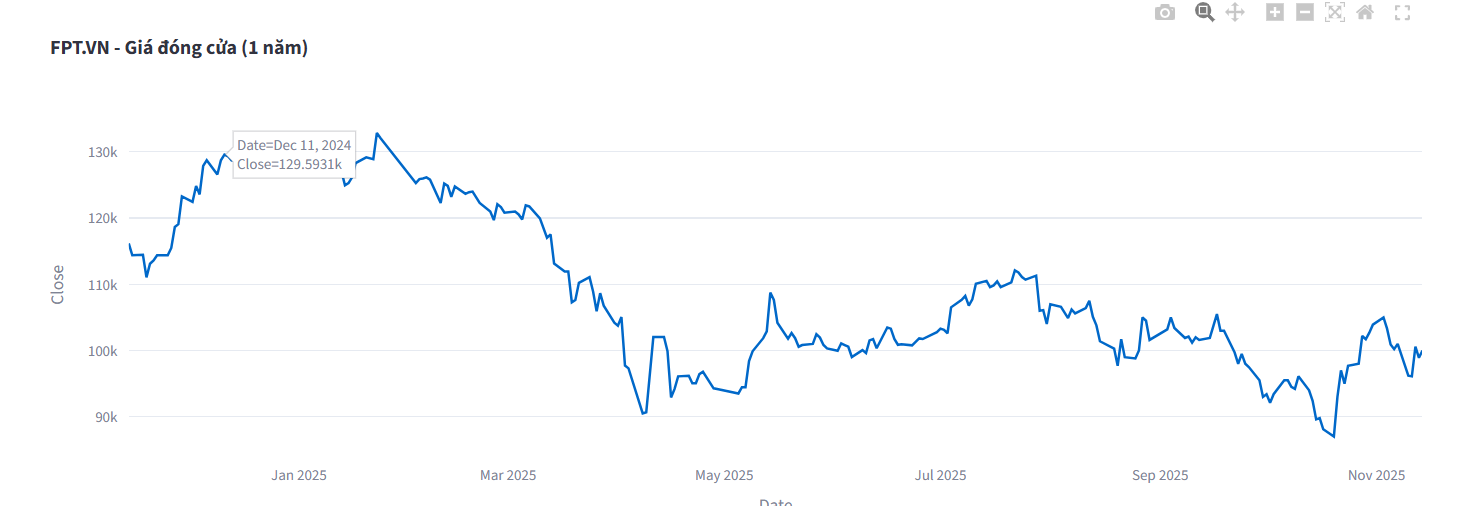 FPT.VN - Giá đóng cửa (1 năm)
Date=Dec 11, 2024
Close=129.5931k
130k
120k
110k
100k
90k
Close
Jan 2025
Mar 2025
May 2025
Jul 2025
Sep 2025
Nov 2025
Date